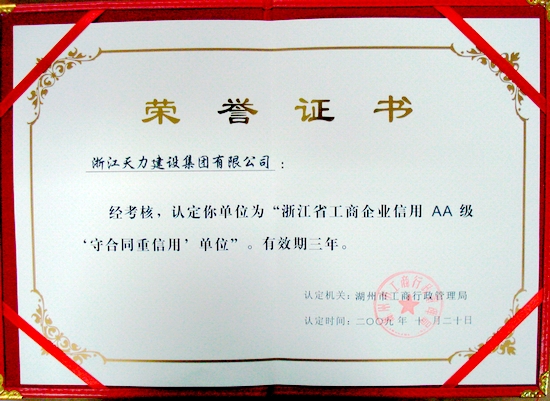 荣誉证书
浙江天力建设集团有限公司：
经考核，认定你单位为“浙江省工商企业信用 AA 级
‘守合同重信用’单位”。有效期三年。
认定机关：湖州市工商行政管理局
认定时间：二〇〇九年 十 月二十日